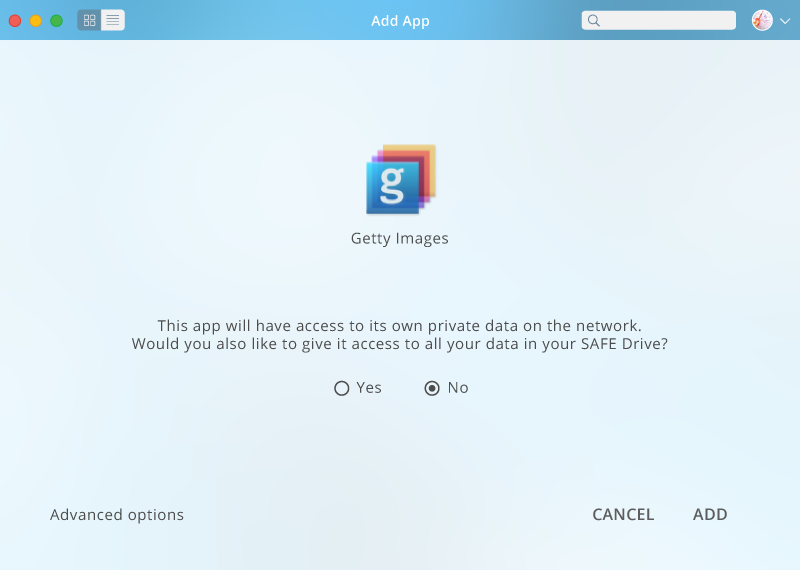 Add App
g
Getty Images
This app will have access to its own private data on the network.
Would you also like to give it access to all your data in your SAFE Drive?
Yes No
Advanced options CANCEL ADD